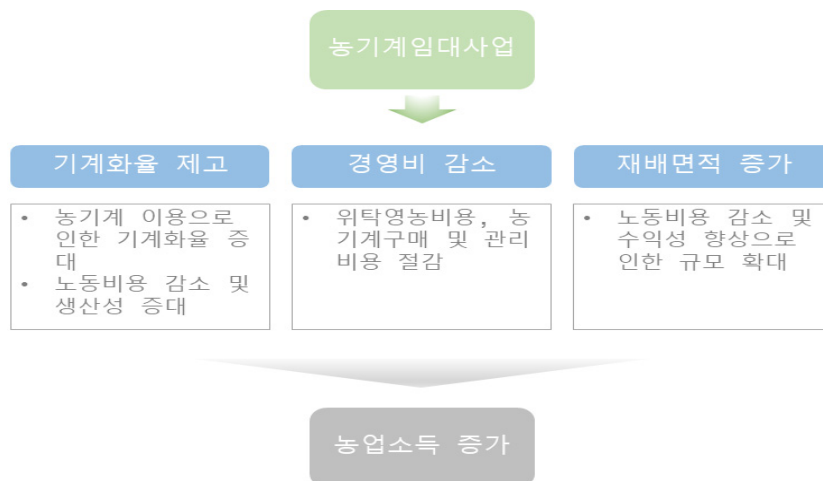 농기계임대사업
기계화율 제고
• 농기계 이용으로
인한 기계화율 증
대
• 노동비용 감소 및
생산성 증대
경영비 감소
• 위탁영농비용, 농
기계구매 및 관리
비용 절감
재배면적 증가
• 노동비용 감소 및
수익성 향상으로
인한 규모 확대
농업소득 증가